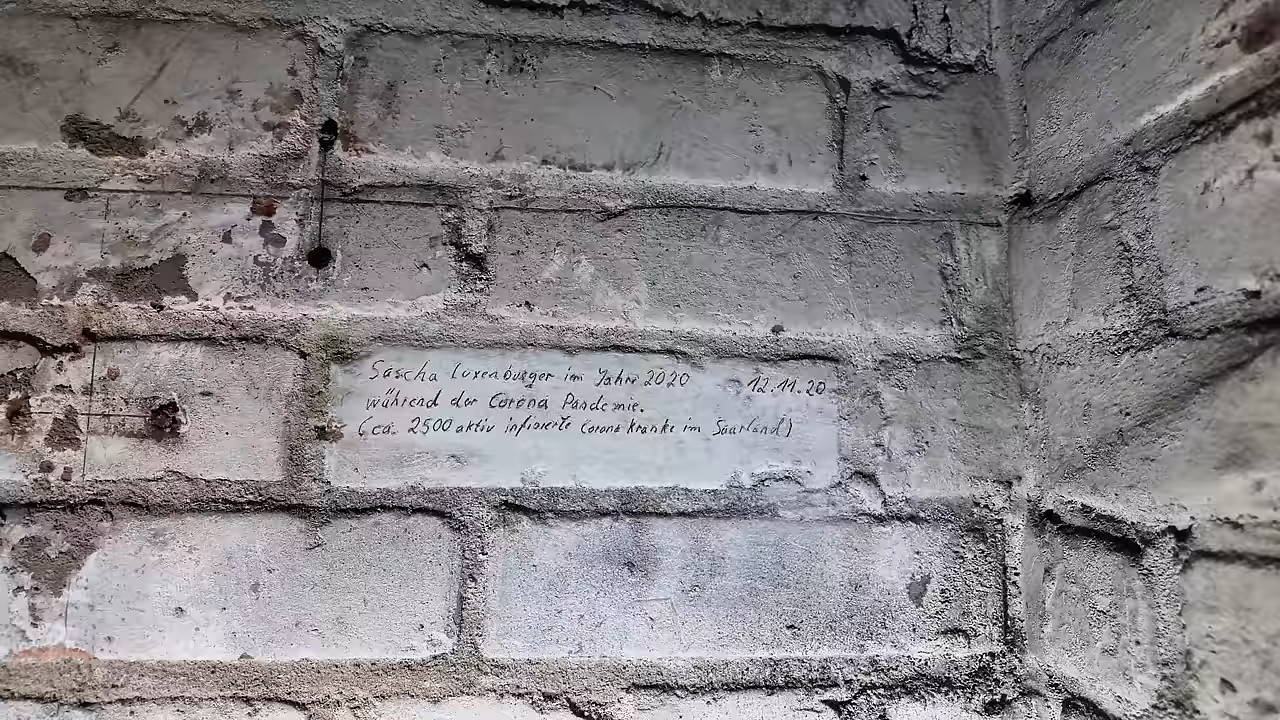 Sascha Luxenburger im Jahre 2020 12.11.20
während der Corona Pandemie.
(ca. 2500 aktiv infizierte Corona Kranke im Saarland)